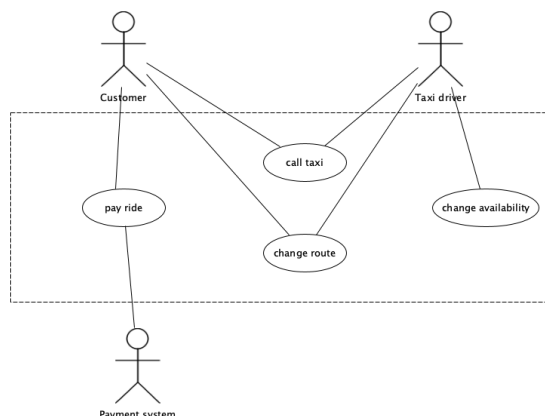 Customer
Taxi driver
call taxi
pay ride
change availability
change route
Payment system